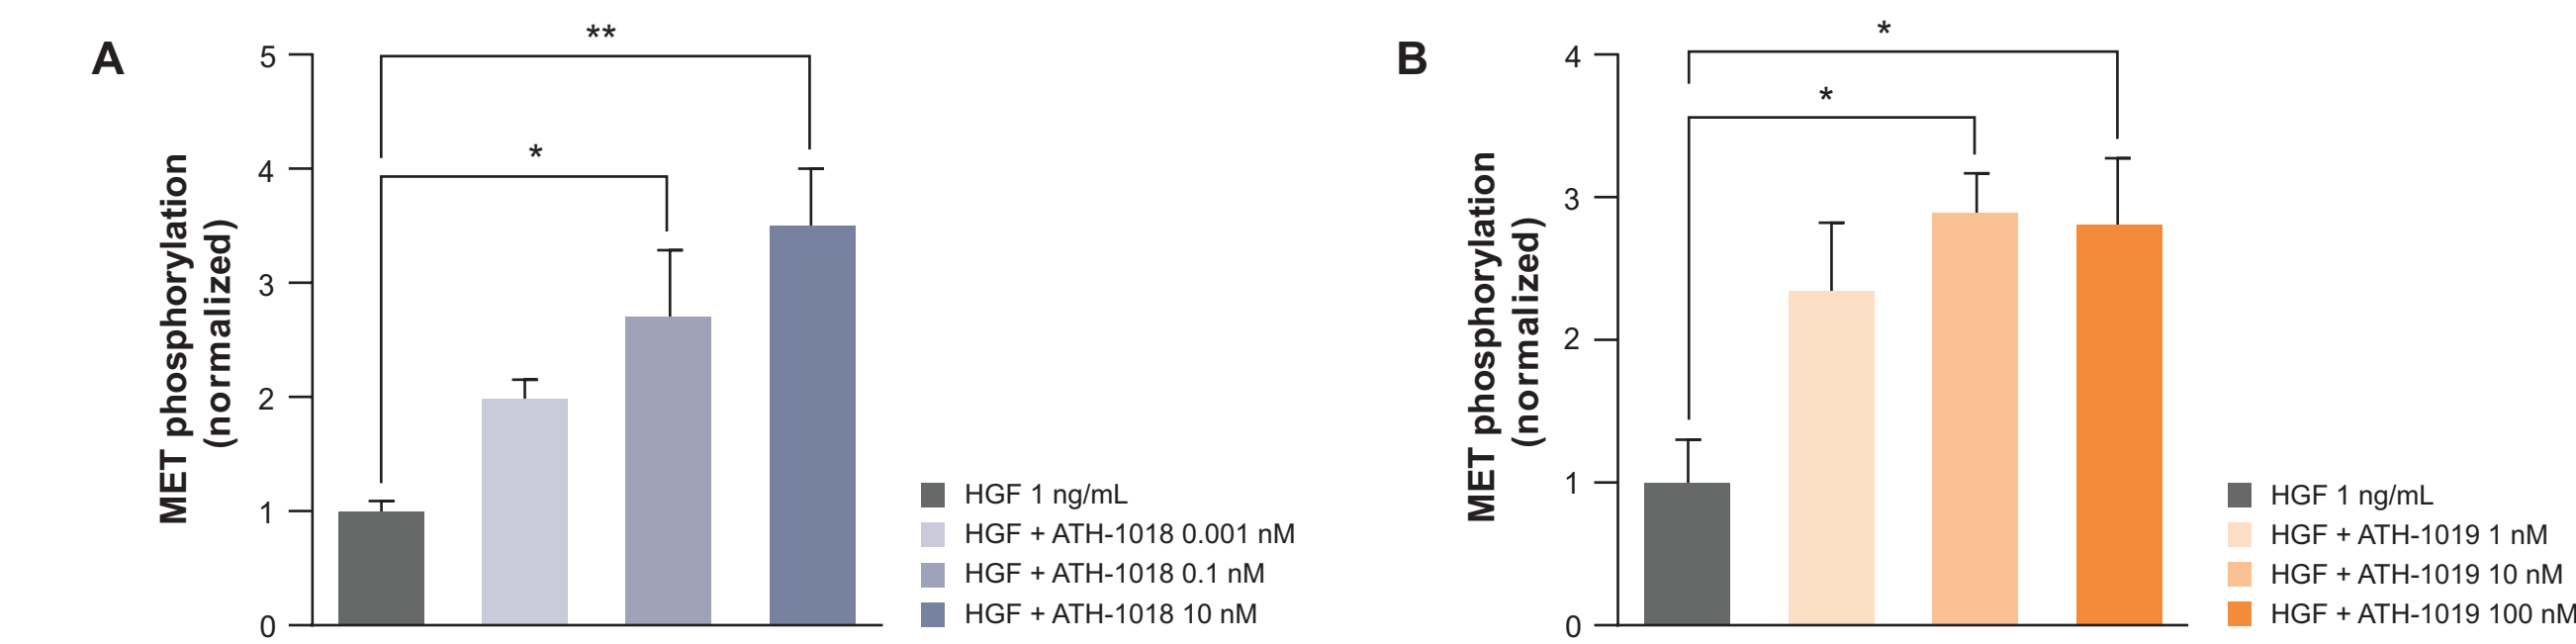 A
MET phosphorylation
(normalized)
5
4
3
2
1
0
**
*
HGF 1 ng/mL
HGF + ATH-1018 0.001 nM
HGF + ATH-1018 0.1 nM
HGF + ATH-1018 10 nM
B
MET phosphorylation
(normalized)
4
3
2
1
0
*
*
HGF 1 ng/mL
HGF + ATH-1019 1 nM
HGF + ATH-1019 10 nM
HGF + ATH-1019 100 nM